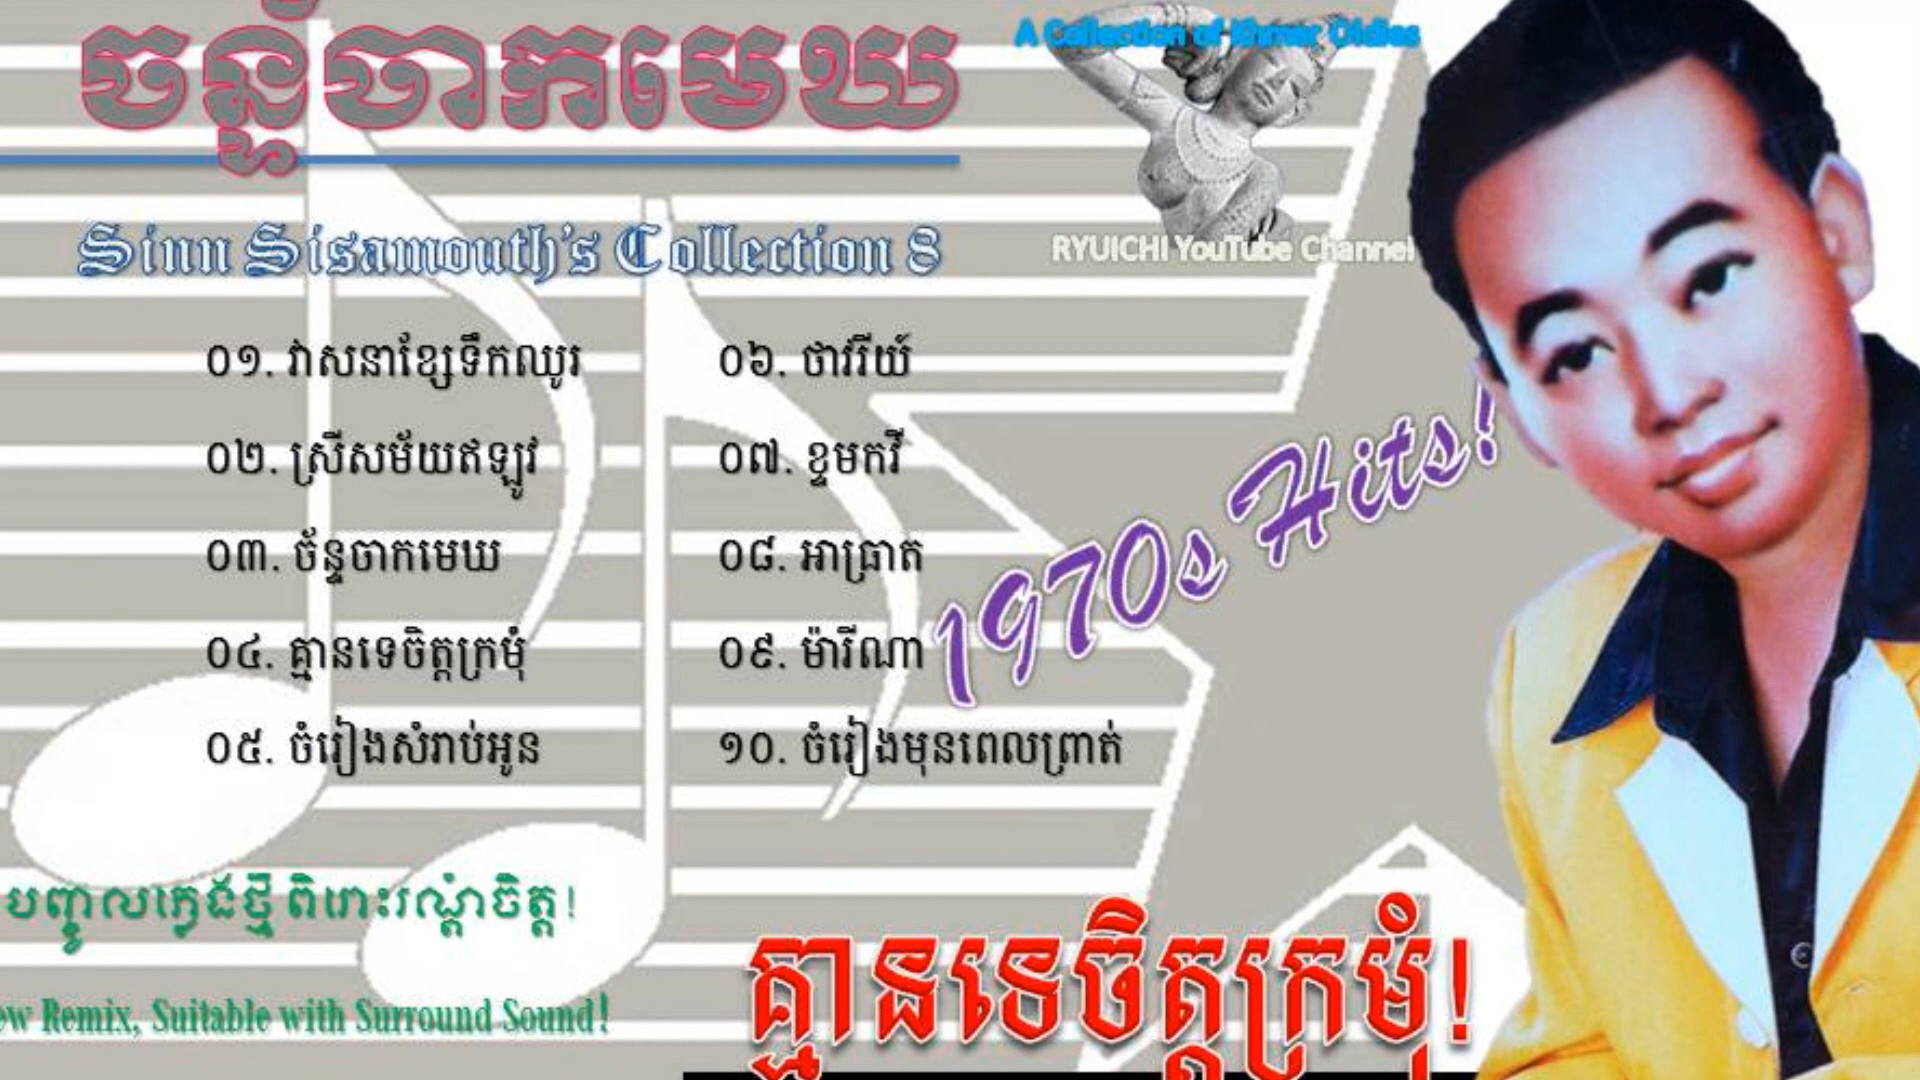 ចន្ទ័ចាកមេឃ
A Collection of Khmer Oldies
RYUICHI YouTube Channel
Sinn Sisamouth's Collection 8
០១. វាសនាខ្សែទឹកឈូរ
០២. ស្រីសម័យឥឡូវ
០៣. ច័ន្ទចាកមេឃ
០៤. គ្មានទេចិត្តក្រមុំ
០៥. ចំរៀងសំរាប់អូន
០៦. ថាវរីយ៍
០៧. ខ្ទមកវី
០៨. អាធ្រាត
០៩. ម៉ារីណា
១០. ចំរៀងមុនពេលព្រាត់
1970s Hits!
បញ្ចូលភ្លេងថ្មី ពិរោះរណ្តំចិត្ត!
Remix, Suitable with Surround Sound!
គ្មានទេចិត្តក្រមុំ!